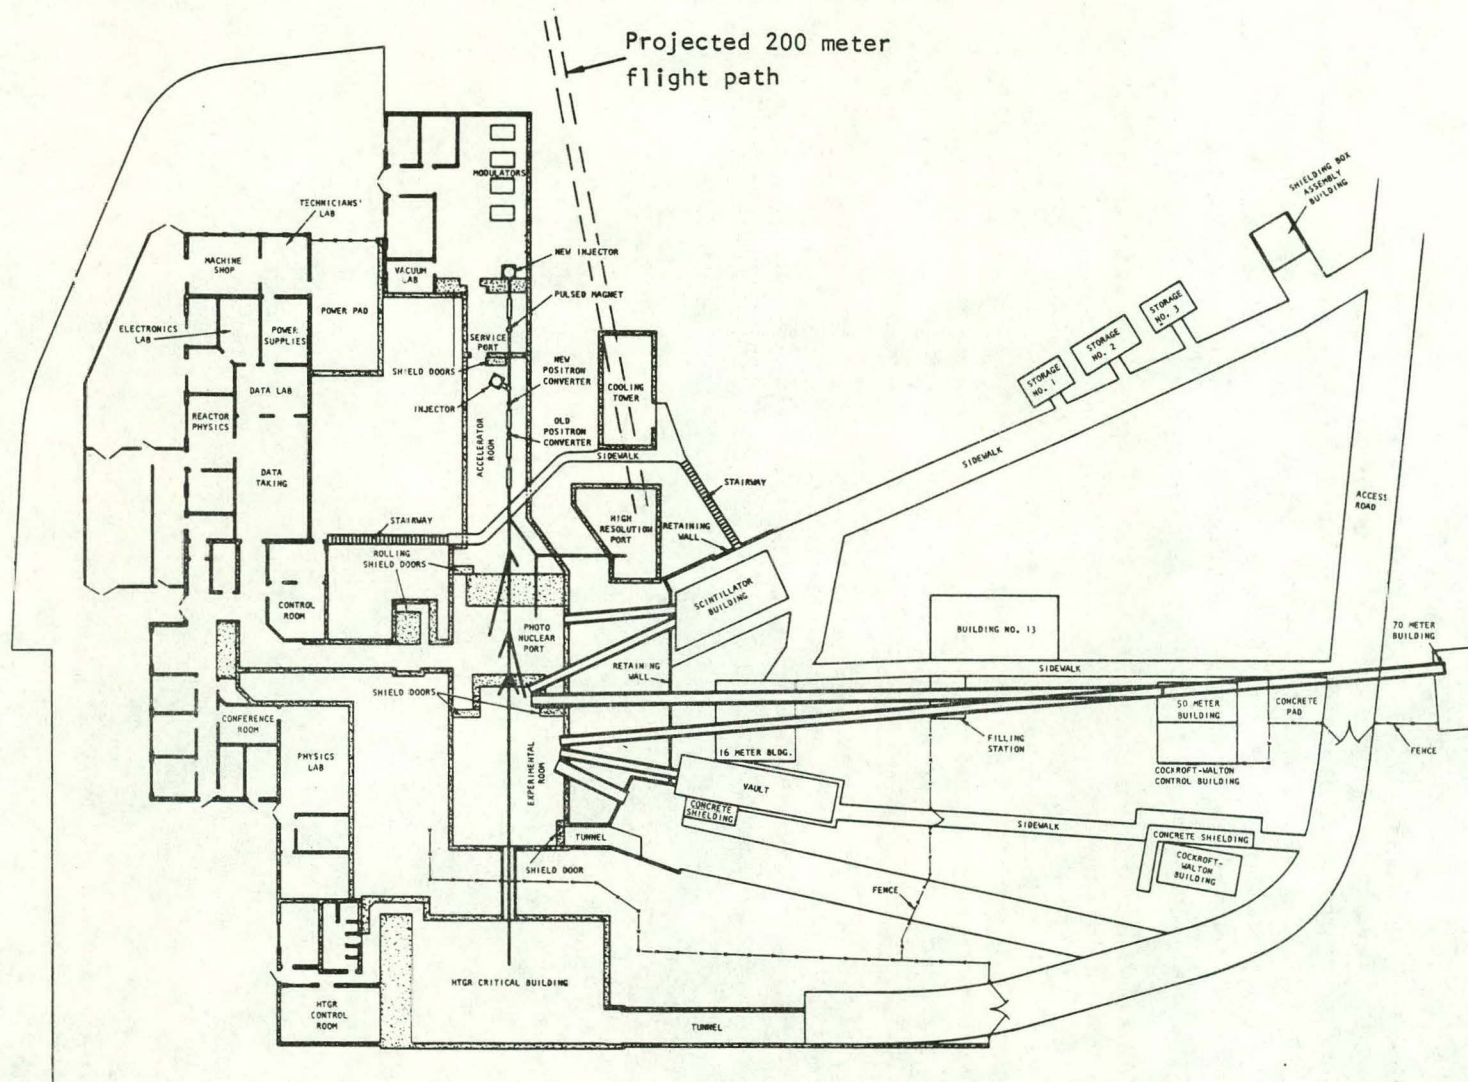 Projected 200 meter
flight path
SHIELDING BOX
ASSEMBLY
BUILDING
MODULATORS
TECHNICIANS'
LAB
MACHINE
SHOP
VACUUM
LAB
NEW INJECTOR
PULSED MAGNET
POWER PAD
ELECTRONICS
LAB
POWER
SUPPLIES
SERVICE
PORT
STORAGE
NO. 3
STORAGE
NO. 2
STORAGE
NO. 1
SHIELD DOORS
NEW
POSITRON
CONVERTER
COOLING
TOWER
DATA LAB
INJECTOR
REACTOR
PHYSICS
OLD
POSITRON
CONVERTER
ACCELERATOR
ROOM
SIDEWALK
SIDEWALK
DATA
TAKING
STAIRWAY
ACCESS
ROAD
STAIRWAY
HIGH
RESOLUTION
PORT
RETAINING
WALL
ROLLING
SHIELD DOORS
SCINTILLATOR
BUILDING
CONTROL
ROOM
PHOTO
NUCLEAR
PORT
BUILDING NO. 13
70 METER
BUILDING
RETAINING
WALL
SIDEWALK
SHIELD DOORS
50 METER
BUILDING
CONCRETE
PAD
CONFERENCE
ROOM
FILLING
STATION
FENCE
PHYSICS
LAB
EXPERIMENTAL
ROOM
16 METER BLDG.
COCKROFT-WALTON
CONTROL BUILDING
VAULT
CONCRETE
SHIELDING
SIDEWALK
TUNNEL
CONCRETE SHIELDING
COCKROFT-
WALTON
BUILDING
SHIELD DOOR
FENCE
HTGR CRITICAL BUILDING
HTGR
CONTROL
ROOM
TUNNEL